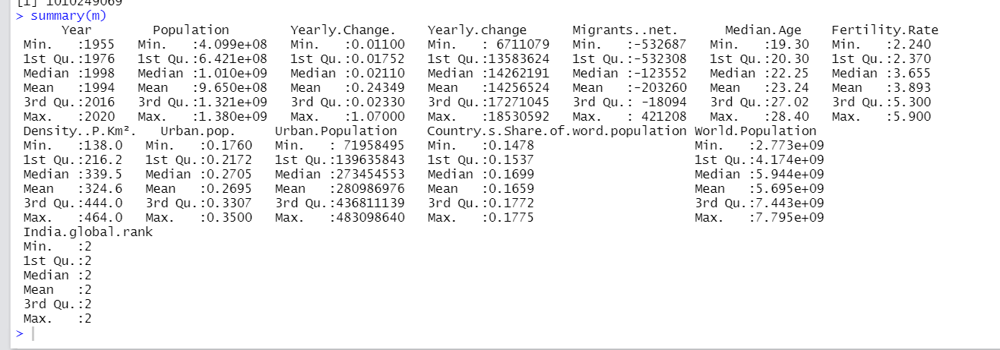 [1] 1010249069
> summary(m)
      Year        Population         Yearly.Change.     Yearly.change       Migrants..net.      Median.Age    Fertility.Rate
 Min.   :1955   Min.   :4.099e+08   Min.   :0.01100   Min.   : 6711079   Min.   :-532687   Min.   :19.30   Min.   :2.240
 1st Qu.:1976   1st Qu.:6.421e+08   1st Qu.:0.01752   1st Qu.:13583624   1st Qu.:-532308   1st Qu.:20.30   1st Qu.:2.370
 Median :1998   Median :1.010e+09   Median :0.02110   Median :14262191   Median :-123552   Median :22.25   Median :3.655
 Mean   :1994   Mean   :9.650e+08   Mean   :0.24349   Mean   :14256524   Mean   :-203260   Mean   :23.24   Mean   :3.893
 3rd Qu.:2016   3rd Qu.:1.321e+09   3rd Qu.:0.02330   3rd Qu.:17271045   3rd Qu.: -18094   3rd Qu.:27.02   3rd Qu.:5.300
 Max.   :2020   Max.   :1.380e+09   Max.   :1.07000   Max.   :18530592   Max.   : 421208   Max.   :28.40   Max.   :5.900
 Density..P.Km².   Urban.pop.     Urban.Population    Country.s.Share.of.word.population World.Population
 Min.   :138.0   Min.   :0.1760   Min.   : 71958495   Min.   :0.1478                     Min.   :2.773e+09
 1st Qu.:216.2   1st Qu.:0.2172   1st Qu.:139635843   1st Qu.:0.1537                     1st Qu.:4.174e+09
 Median :339.5   Median :0.2705   Median :273454553   Median :0.1699                     Median :5.944e+09
 Mean   :324.6   Mean   :0.2695   Mean   :280986976   Mean   :0.1659                     Mean   :5.695e+09
 3rd Qu.:444.0   3rd Qu.:0.3307   3rd Qu.:436811139   3rd Qu.:0.1772                     3rd Qu.:7.443e+09
 Max.   :464.0   Max.   :0.3500   Max.   :483098640   Max.   :0.1775                     Max.   :7.795e+09
 India.global.rank
 Min.   :2
 1st Qu.:2
 Median :2
 Mean   :2
 3rd Qu.:2
 Max.   :2
>